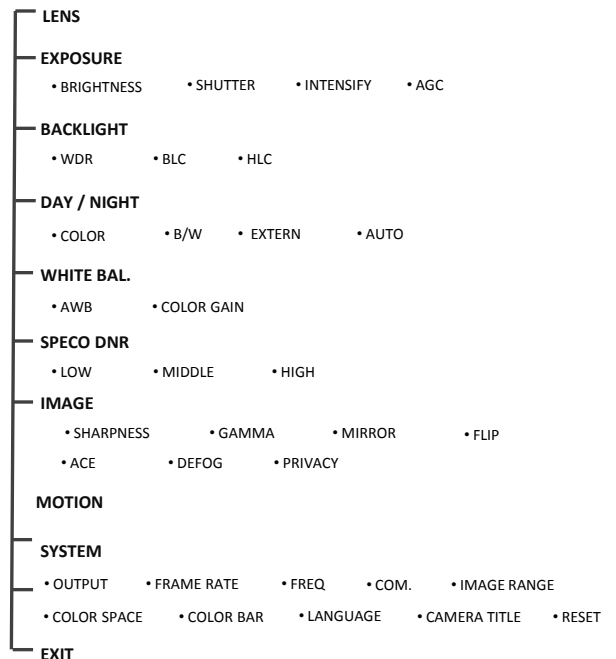 LENS
EXPOSURE
• BRIGHTNESS • SHUTTER • INTENSIFY • AGC
BACKLIGHT
• WDR • BLC • HLC
DAY / NIGHT
• COLOR • B/W • EXTERN • AUTO
WHITE BAL.
• AWB • COLOR GAIN
SPECO DNR
• LOW • MIDDLE • HIGH
IMAGE
• SHARPNESS • GAMMA • MIRROR • FLIP
• ACE • DEFOG • PRIVACY
MOTION
SYSTEM
• OUTPUT • FRAME RATE • FREQ • COM. • IMAGE RANGE
• COLOR SPACE • COLOR BAR • LANGUAGE • CAMERA TITLE • RESET
EXIT